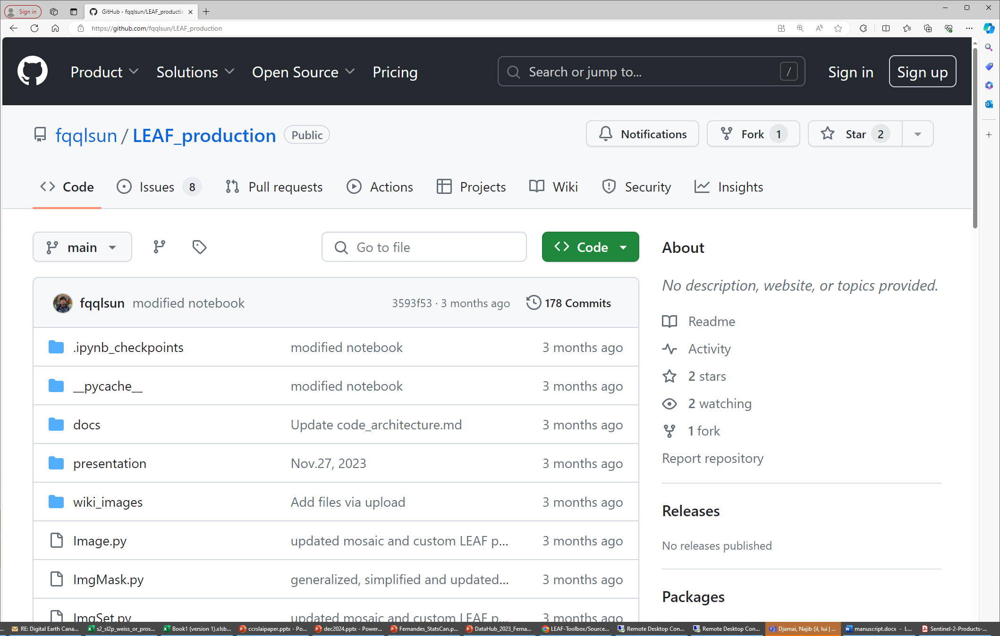 Sign in
GitHub - fqqlsun/LEAF_productio
https://github.com/fqqlsun/LEAF_production
Product
Solutions
Open Source
Pricing
Search or jump to...
/
Sign in
Sign up
fqqlsun / LEAF_production
Public
Notifications
Fork 1
Star 2
Code
Issues 8
Pull requests
Actions
Projects
Wiki
Security
Insights
main
Go to file
Code
fqqlsun modified notebook 3593f53 · 3 months ago 178 Commits
.ipynb_checkpoints modified notebook 3 months ago
__pycache__ modified notebook 3 months ago
docs Update code_architecture.md 3 months ago
presentation Nov.27, 2023 3 months ago
wiki_images Add files via upload 3 months ago
Image.py updated mosaic and custom LEAF p... 3 months ago
ImgMask.py generalized, simplified and updated... 3 months ago
ImgSet.py updated mosaic and custom LEAF p... 3 months ago
About
No description, website, or topics provided.
Readme
Activity
2 stars
2 watching
1 fork
Report repository
Releases
No releases published
Packages
... RE: Digital Earth Cana...
s2_sl2p_weiss_or_pros...
Book1 (version 1).xlsb...
ccrslaipaper.pptx - Po...
dec2024.pptx - Power...
Fernandes_StatsCan.p...
DataHub_2023_Ferna...
LEAF-Toolbox/Source...
Remote Desktop Con...
Remote Desktop Con...
Djamai, Najib (il, lui | ...
manuscript.docx - L...
Sentinel-2-Products-...